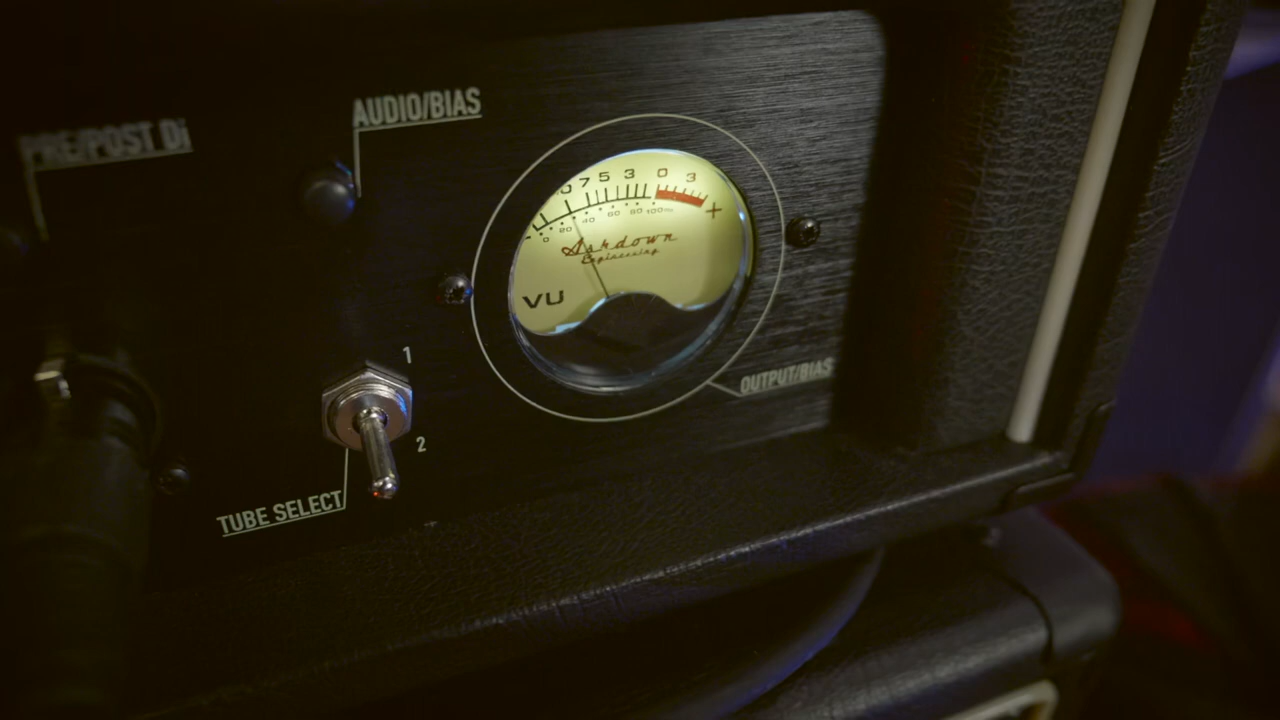 PRE/POST Di
AUDIO/BIAS
7 5 3 0 3
+
0 20 40 60 80 100%
Ashdown
Engineering
VU
1
2
OUTPUT/BIAS
TUBE SELECT